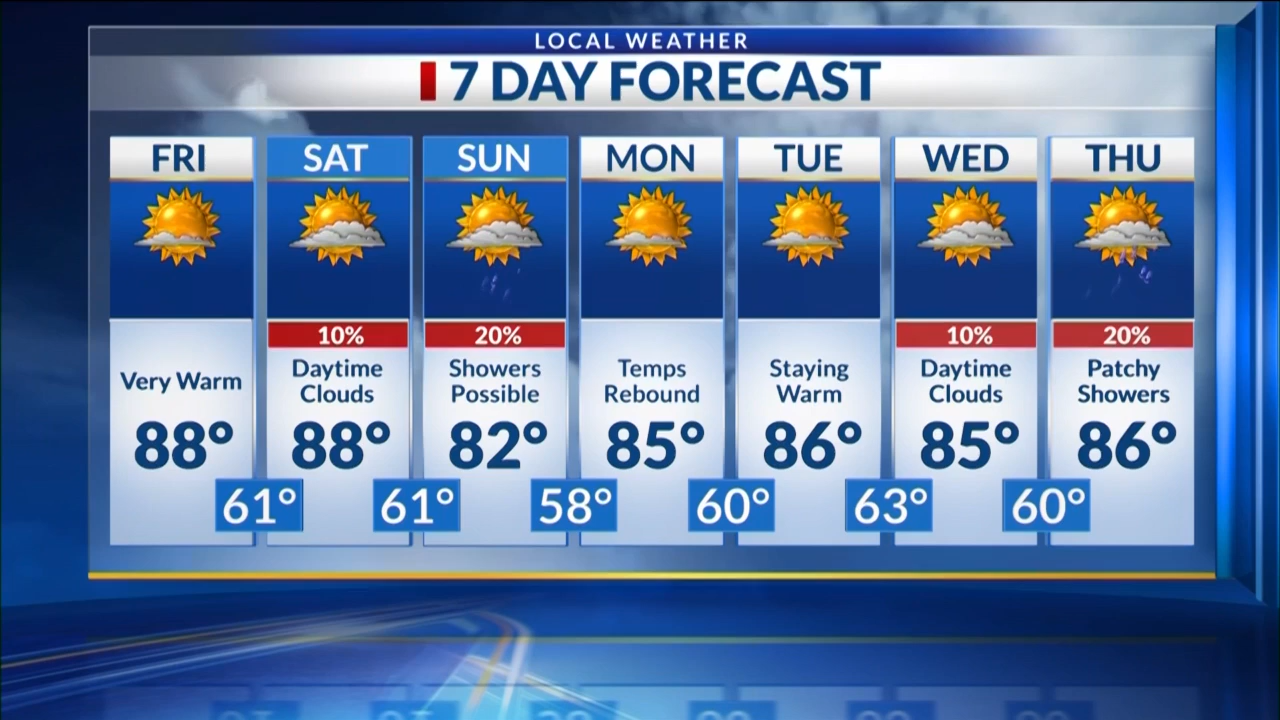 LOCAL WEATHER
7 DAY FORECAST
FRI SAT SUN MON TUE WED THU
10% 20% 10% 20%
Very Warm
Daytime
Clouds
Showers
Possible
Temps
Rebound
Staying
Warm
Daytime
Clouds
Patchy
Showers
88° 88° 82° 85° 86° 85° 86°
61° 61° 58° 60° 63° 60°